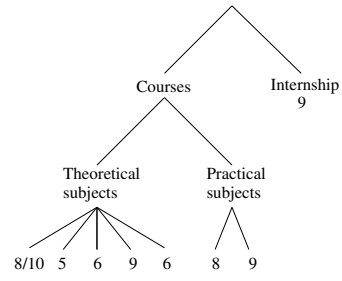 Courses
Internship
9
Theoretical
subjects
Practical
subjects
8/10 5 6 9 6 8 9